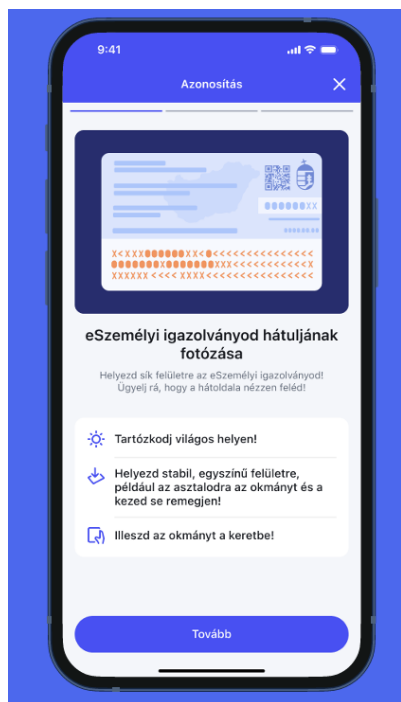 9:41
Azonosítás
eSzemélyi igazolványod hátuljának
fotózása
Helyezd sík felületre az eSzemélyi igazolványod!
Ügyelj rá, hogy a hátoldala nézzen feléd!
Tartózkodj világos helyen!
Helyezd stabil, egyszínű felületre,
például az asztalodra az okmányt és a
kezed se remegjen!
Illeszd az okmányt a keretbe!
Tovább